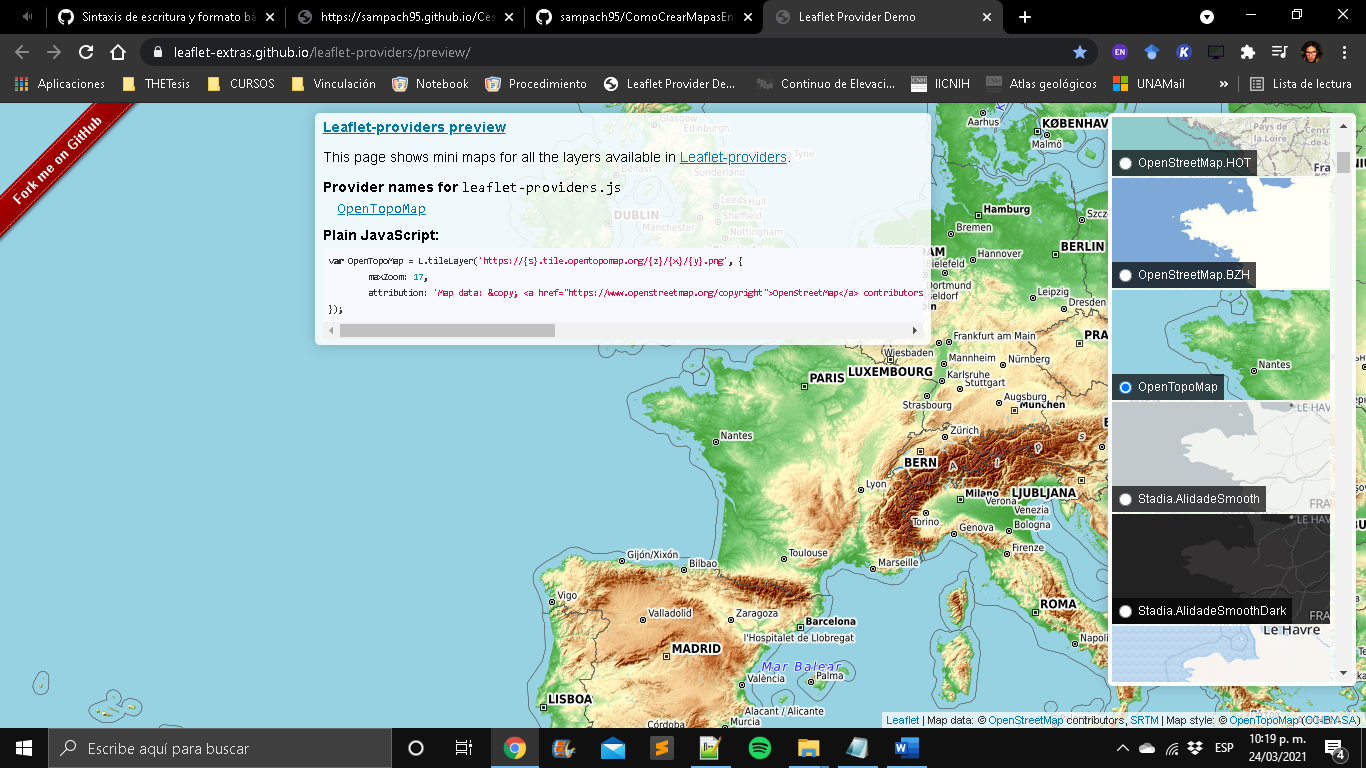 Sintaxis de escritura y formato bá
https://sampach95.github.io/Ces
sampach95/ComoCrearMapasEn
Leaflet Provider Demo
leaflet-extras.github.io/leaflet-providers/preview/
Aplicaciones THETesis CURSOS Vinculación Notebook Procedimiento Leaflet Provider De... Continuo de Elevaci... IICNIH Atlas geológicos UNAMail » Lista de lectura
Fork me on GitHub
Leaflet-providers preview
This page shows mini maps for all the layers available in Leaflet-providers.
Provider names for leaflet-providers.js
OpenTopoMap
Plain JavaScript:
var OpenTopoMap = L.tileLayer('https://{s}.tile.opentopomap.org/{z}/{x}/{y}.png', {
maxZoom: 17,
attribution: 'Map data: &copy; <a href="https://www.openstreetmap.org/copyright">OpenStreetMap</a> contributors
});
Glasgow
Edinburgh
Tyne
Belfast
Sunderland
Leeds Hull
DUBLIN
Manchester
Sheffield
Nottingham
Aarhus
KØBENHAV
Malmö
Hamburg
Szcz
Bremen
BERLIN
Hannover
Bielefeld
Dortmund
Düsseldorf
Leipzig
Dresden
Frankfurt am Main
PRA
Wiesbaden
LUXEMBOURG
Mannheim
Nürnberg
Karlsruhe
Stuttgart
PARIS
Strasbourg
Augsburg
München
Nantes
Zürich
BERN
A l p s
Lyon
Milano
Verona
LJUBLJANA
Torino
Venezia
Genova
Bologna
Toulouse
Marseille
Firenze
Gijón/Xixón
Bilbao
Vigo
Valladolid
Zaragoza
Barcelona
l'Hospitalet de Llobregat
ROMA
Napoli
MADRID
Mar Balear
València
Palma
LISBOA
Alacant / Alicante
Murcia
Córdoba
Pays de
la-Loire
OpenStreetMap.HOT
OpenStreetMap.BZH
Nantes
OpenTopoMap
LE HAV
Stadia.AlidadeSmooth
FRA
LE HAV
Stadia.AlidadeSmoothDark
FRA
Le Havre
Leaflet | Map data: © OpenStreetMap contributors, SRTM | Map style: © OpenTopoMap (CC-BY-SA)
Escribe aquí para buscar
ESP
10:19 p. m.
24/03/2021
4